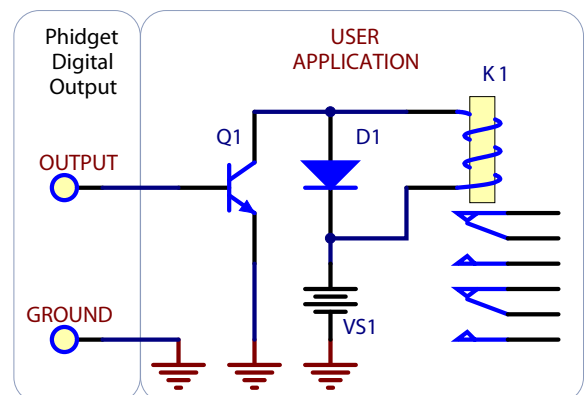 Phidget
Digital
Output
USER
APPLICATION
K1
Q1
D1
OUTPUT
GROUND
VS1